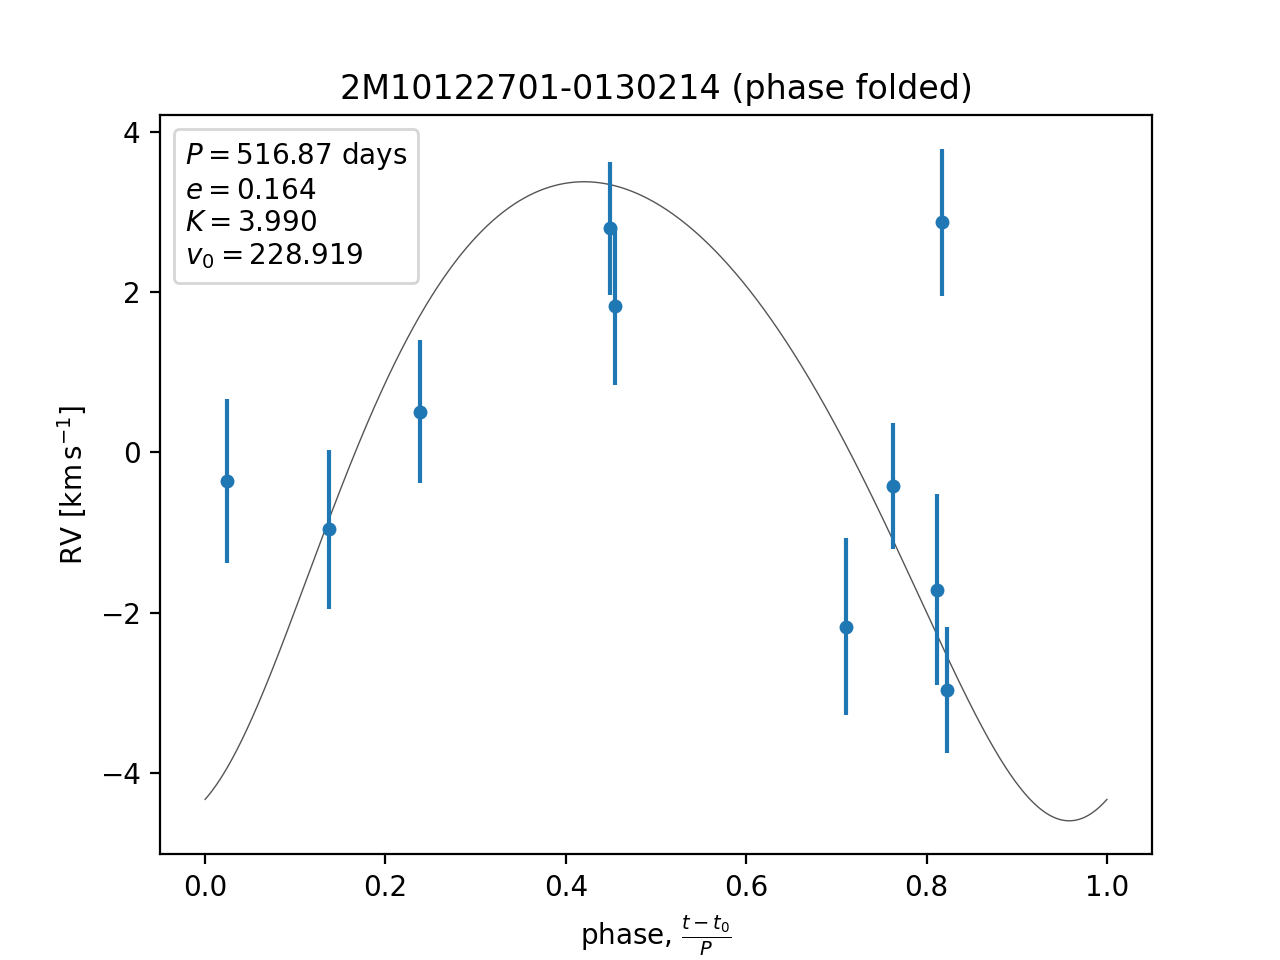 2M10122701-0130214 (phase folded)
P = 516.87 days
e = 0.164
K = 3.990
v₀ = 228.919
RV [km s⁻¹]
4
2
0
−2
−4
0.0 0.2 0.4 0.6 0.8 1.0
phase, (t − t₀)/P